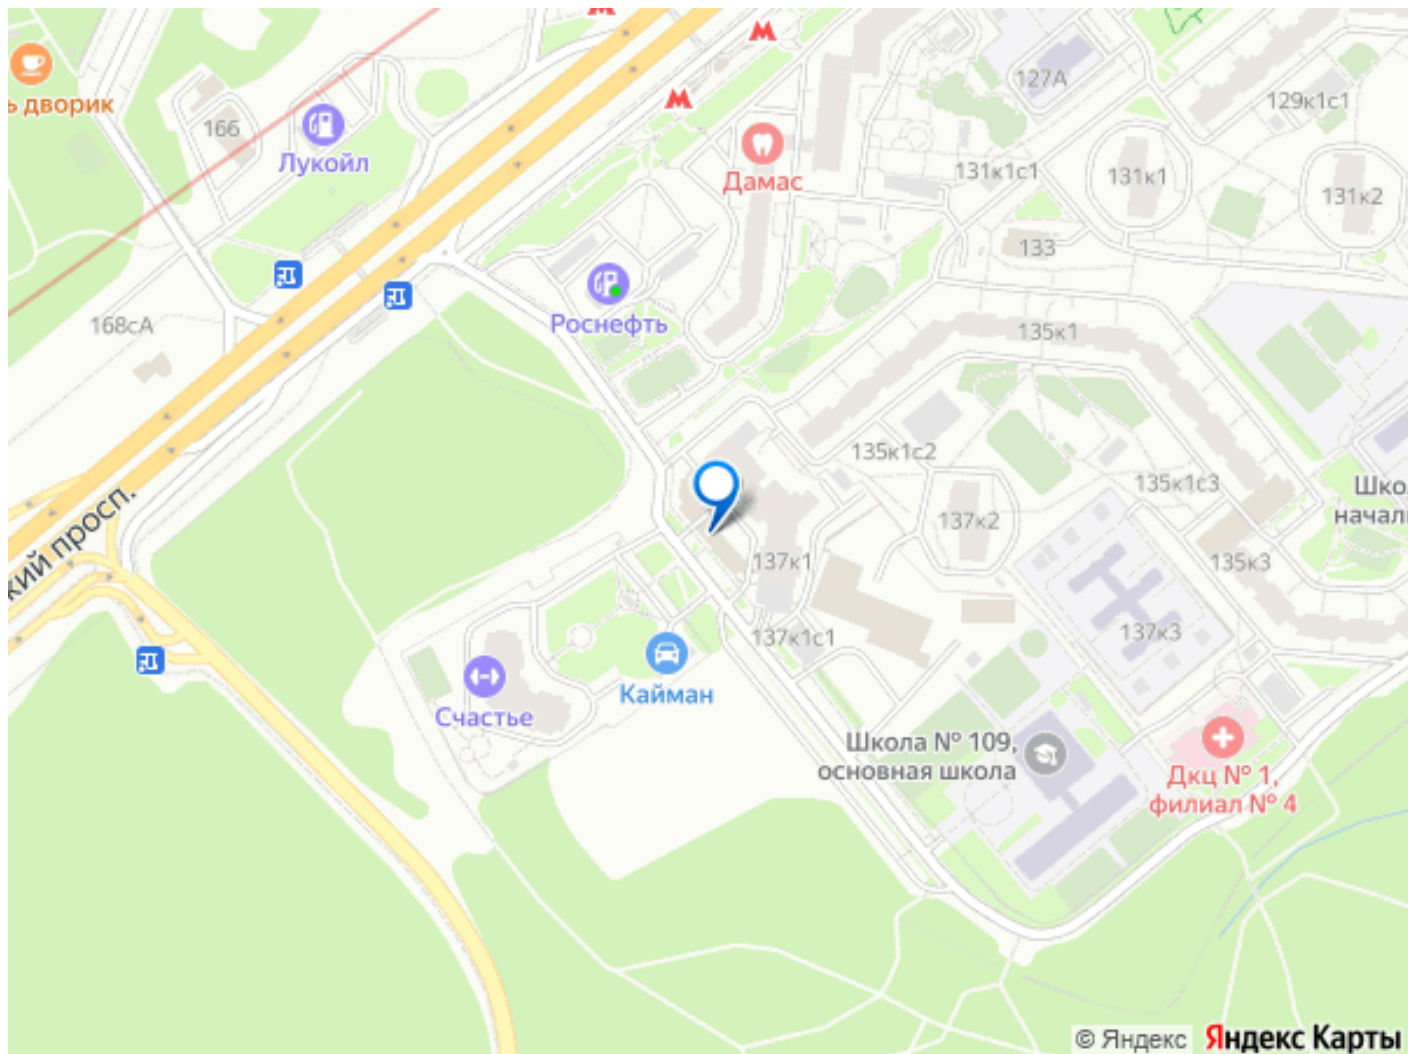 ь дворик
166
Лукойл
127А
129к1с1
Дамас
131к1с1
131к1
131к2
133
168сА
Роснефть
135к1
135к1с2
135к1с3
Шко
начал
кий просп.
137к2
137к1
135к3
137к3
137к1с1
Кайман
Счастье
Школа № 109,
основная школа
Дкц № 1,
филиал № 4
© Яндекс Яндекс Карты